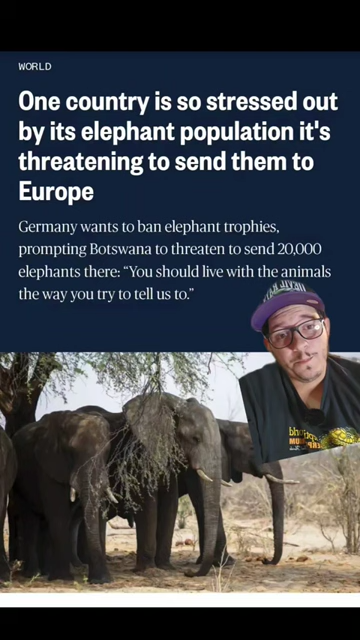 WORLD
One country is so stressed out
by its elephant population it's
threatening to send them to
Europe
Germany wants to ban elephant trophies,
prompting Botswana to threaten to send 20,000
elephants there: “You should live with the animals
the way you try to tell us to.”